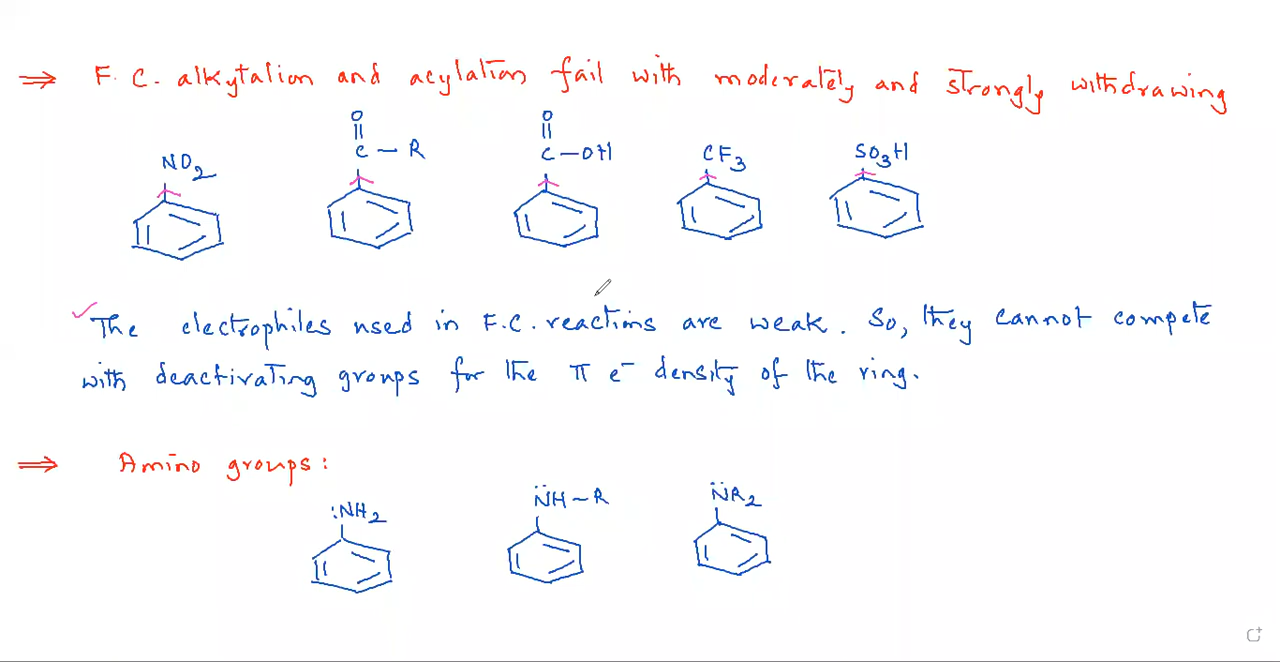 ⇒ F. C. alkytalion and acylation fail with moderately and strongly withdrawing
NO2
O
C - R
O
C - OH
CF3
SO3H
✓ The electrophiles used in F.C. reactions are weak. So, they cannot compete
with deactivating groups for the π e⁻ density of the ring.
⇒ Amino groups:
:NH2
N̈H - R
N̈R2